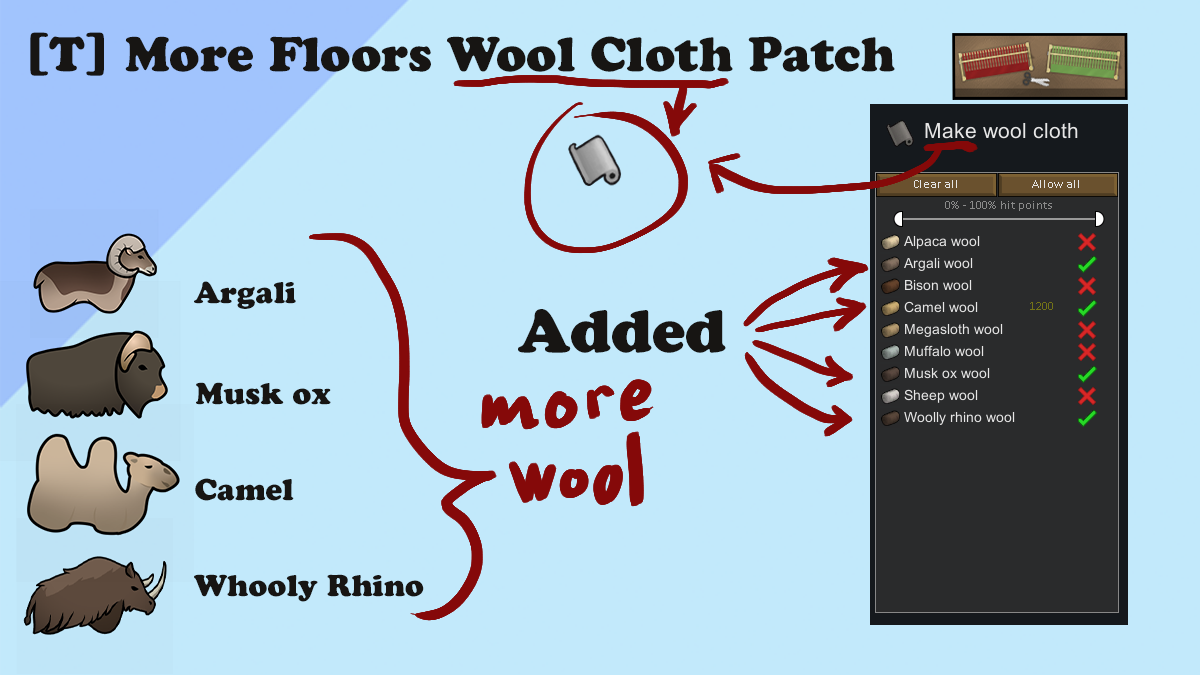 [T] More Floors Wool Cloth Patch
Make wool cloth
Clear all
Allow all
0% - 100% hit points
Alpaca wool
Argali wool
Bison wool
Camel wool 1200
Megasloth wool
Muffalo wool
Musk ox wool
Sheep wool
Woolly rhino wool
Argali
Musk ox
Camel
Whooly Rhino
Added
more
wool